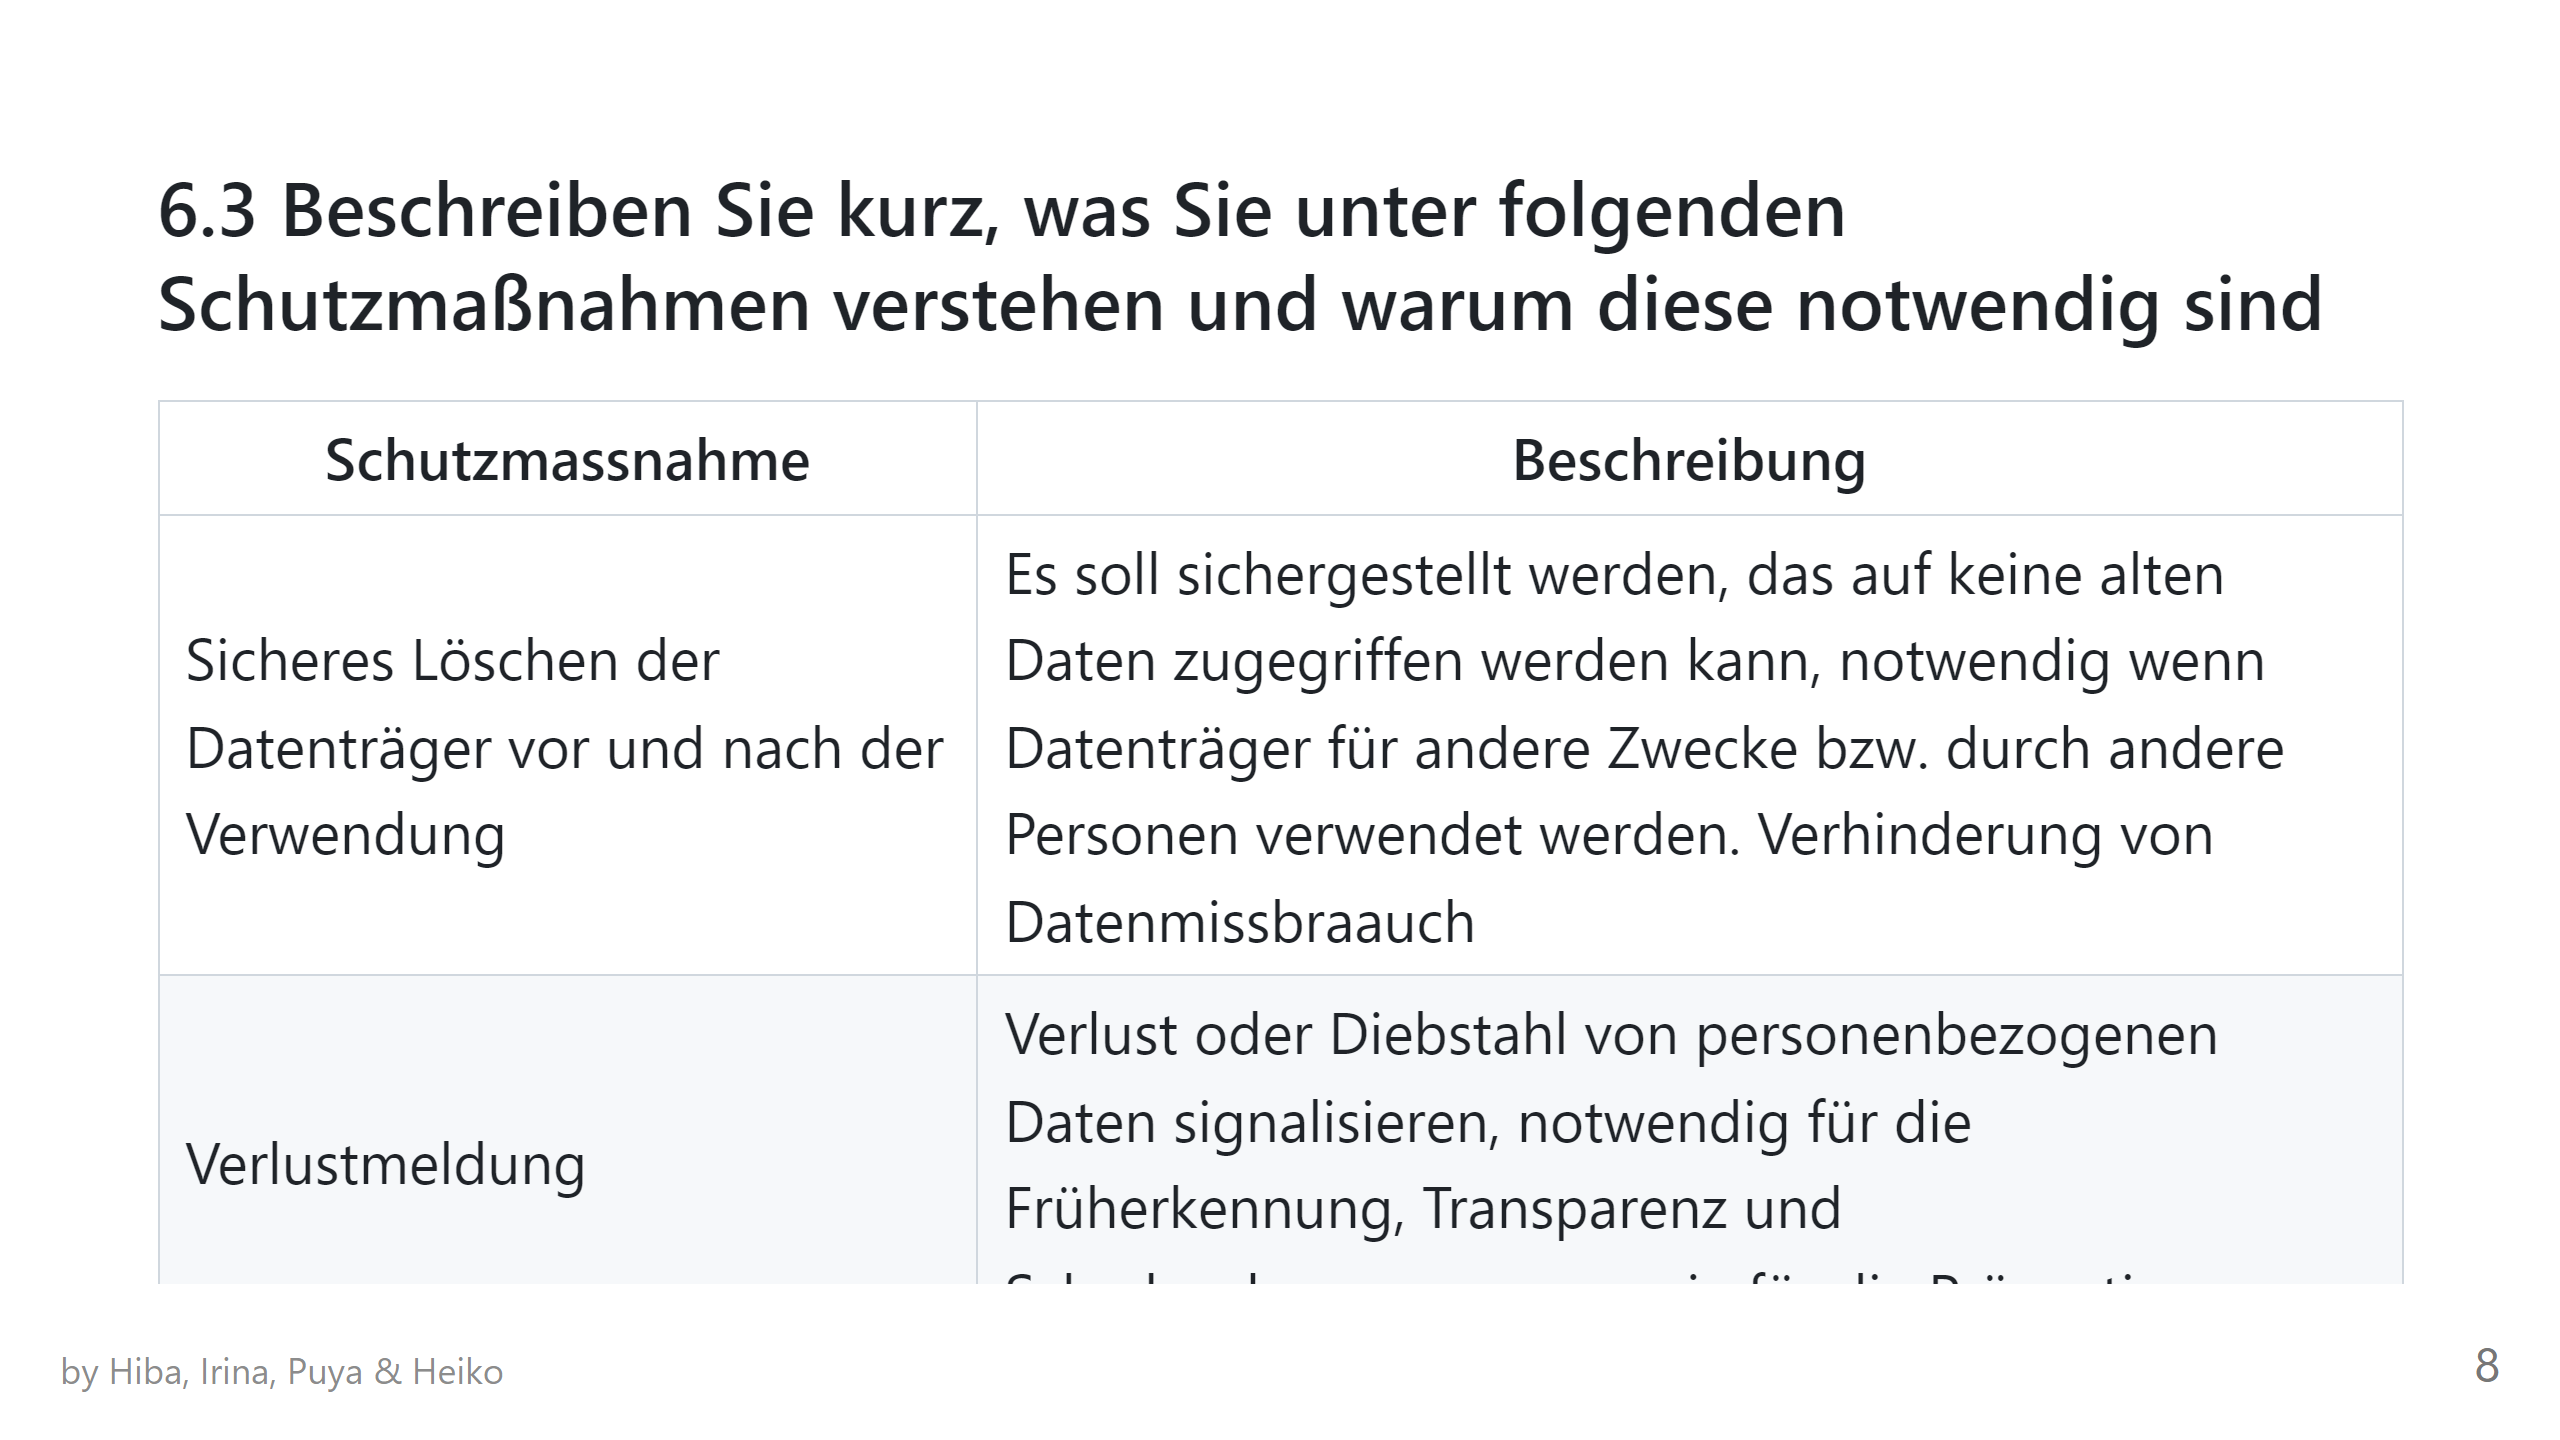 6.3 Beschreiben Sie kurz, was Sie unter folgenden
Schutzmaßnahmen verstehen und warum diese notwendig sind
Schutzmassnahme
Beschreibung
Sicheres Löschen der
Datenträger vor und nach der
Verwendung
Es soll sichergestellt werden, das auf keine alten
Daten zugegriffen werden kann, notwendig wenn
Datenträger für andere Zwecke bzw. durch andere
Personen verwendet werden. Verhinderung von
Datenmissbraauch
Verlustmeldung
Verlust oder Diebstahl von personenbezogenen
Daten signalisieren, notwendig für die
Früherkennung, Transparenz und
für die
by Hiba, Irina, Puya & Heiko
8